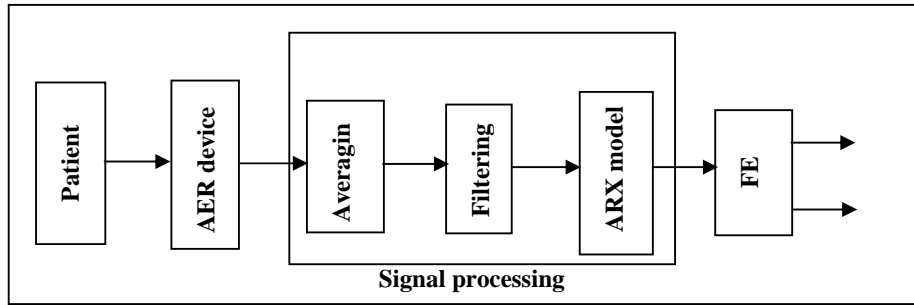 Patient
AER device
Averagin
Filtering
ARX model
FE
Signal processing